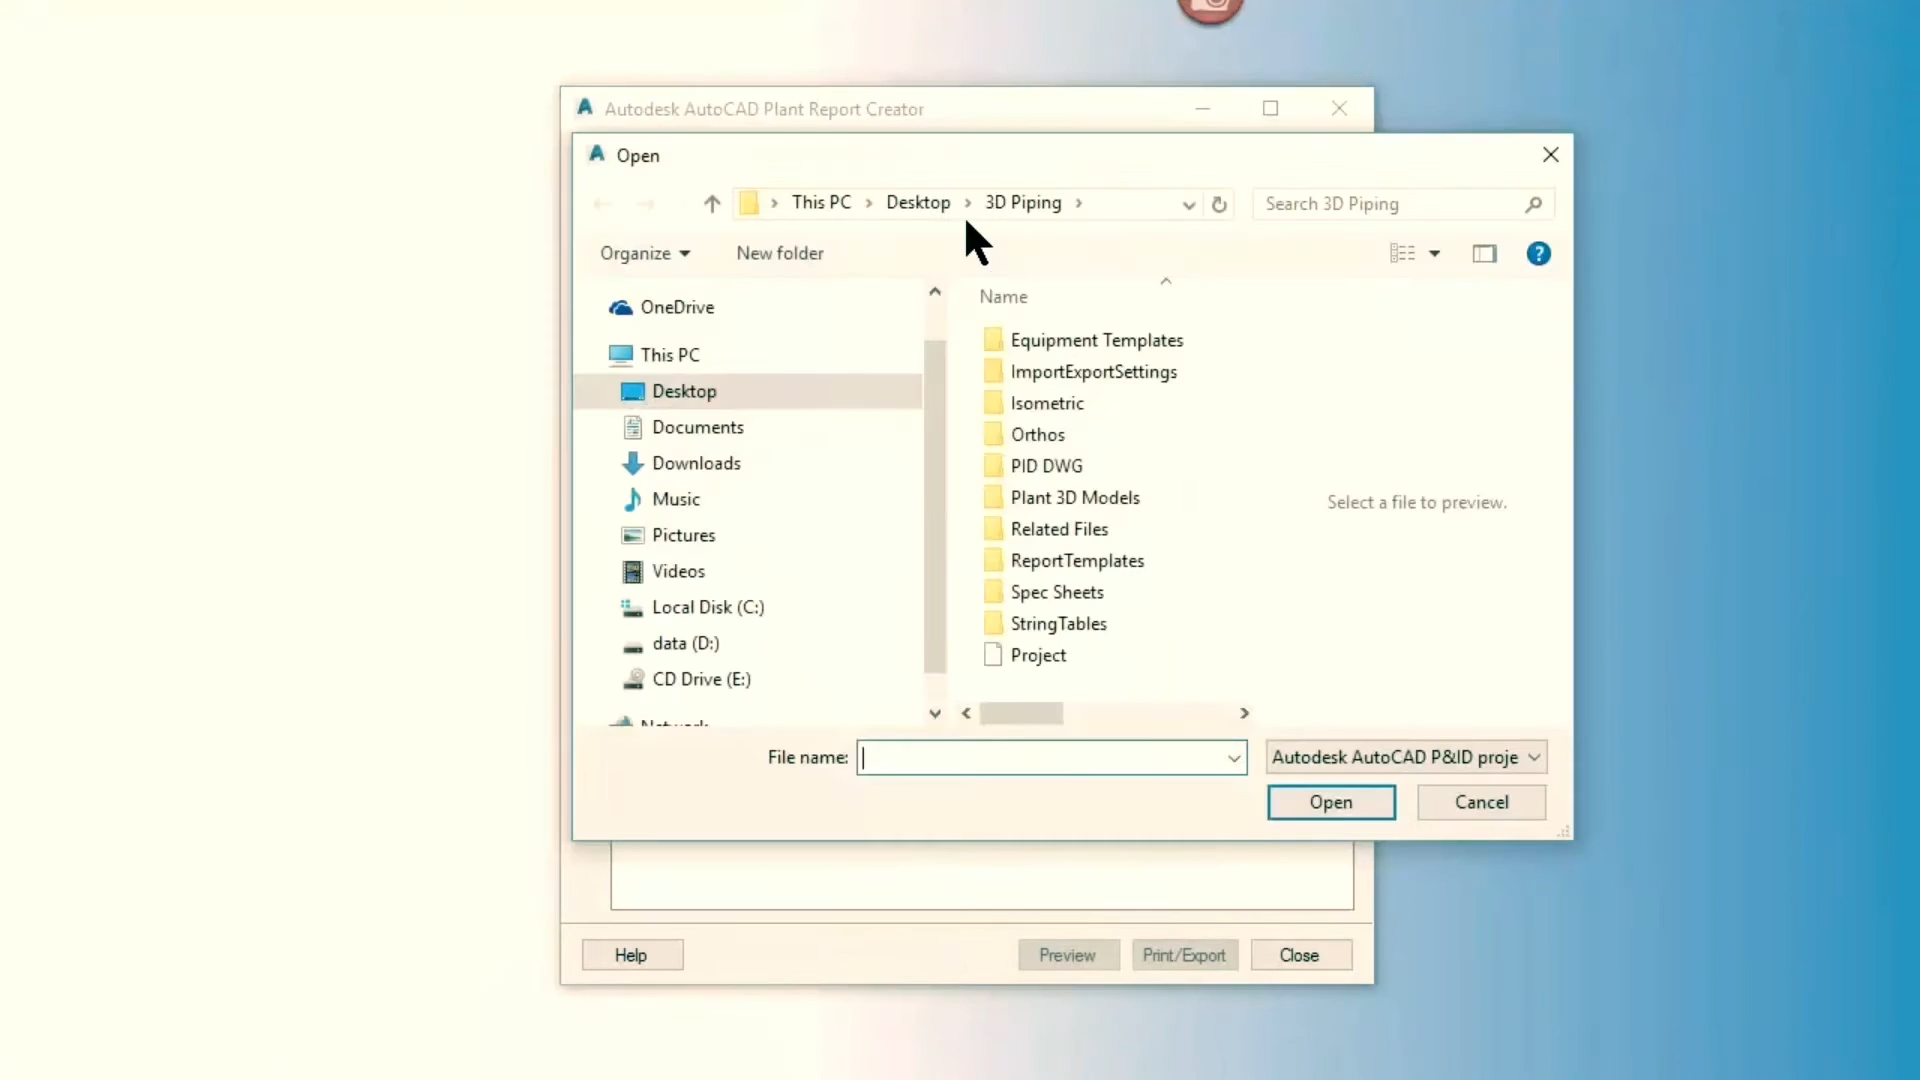 Autodesk AutoCAD Plant Report Creator
Open
This PC > Desktop > 3D Piping >
Search 3D Piping
Organize
New folder
?
OneDrive
This PC
Desktop
Documents
Downloads
Music
Pictures
Videos
Local Disk (C:)
data (D:)
CD Drive (E:)
Network
Name
Equipment Templates
ImportExportSettings
Isometric
Orthos
PID DWG
Plant 3D Models
Related Files
ReportTemplates
Spec Sheets
StringTables
Project
Select a file to preview.
File name:
Autodesk AutoCAD P&ID proje
Open
Cancel
Help
Preview
Print/Export
Close